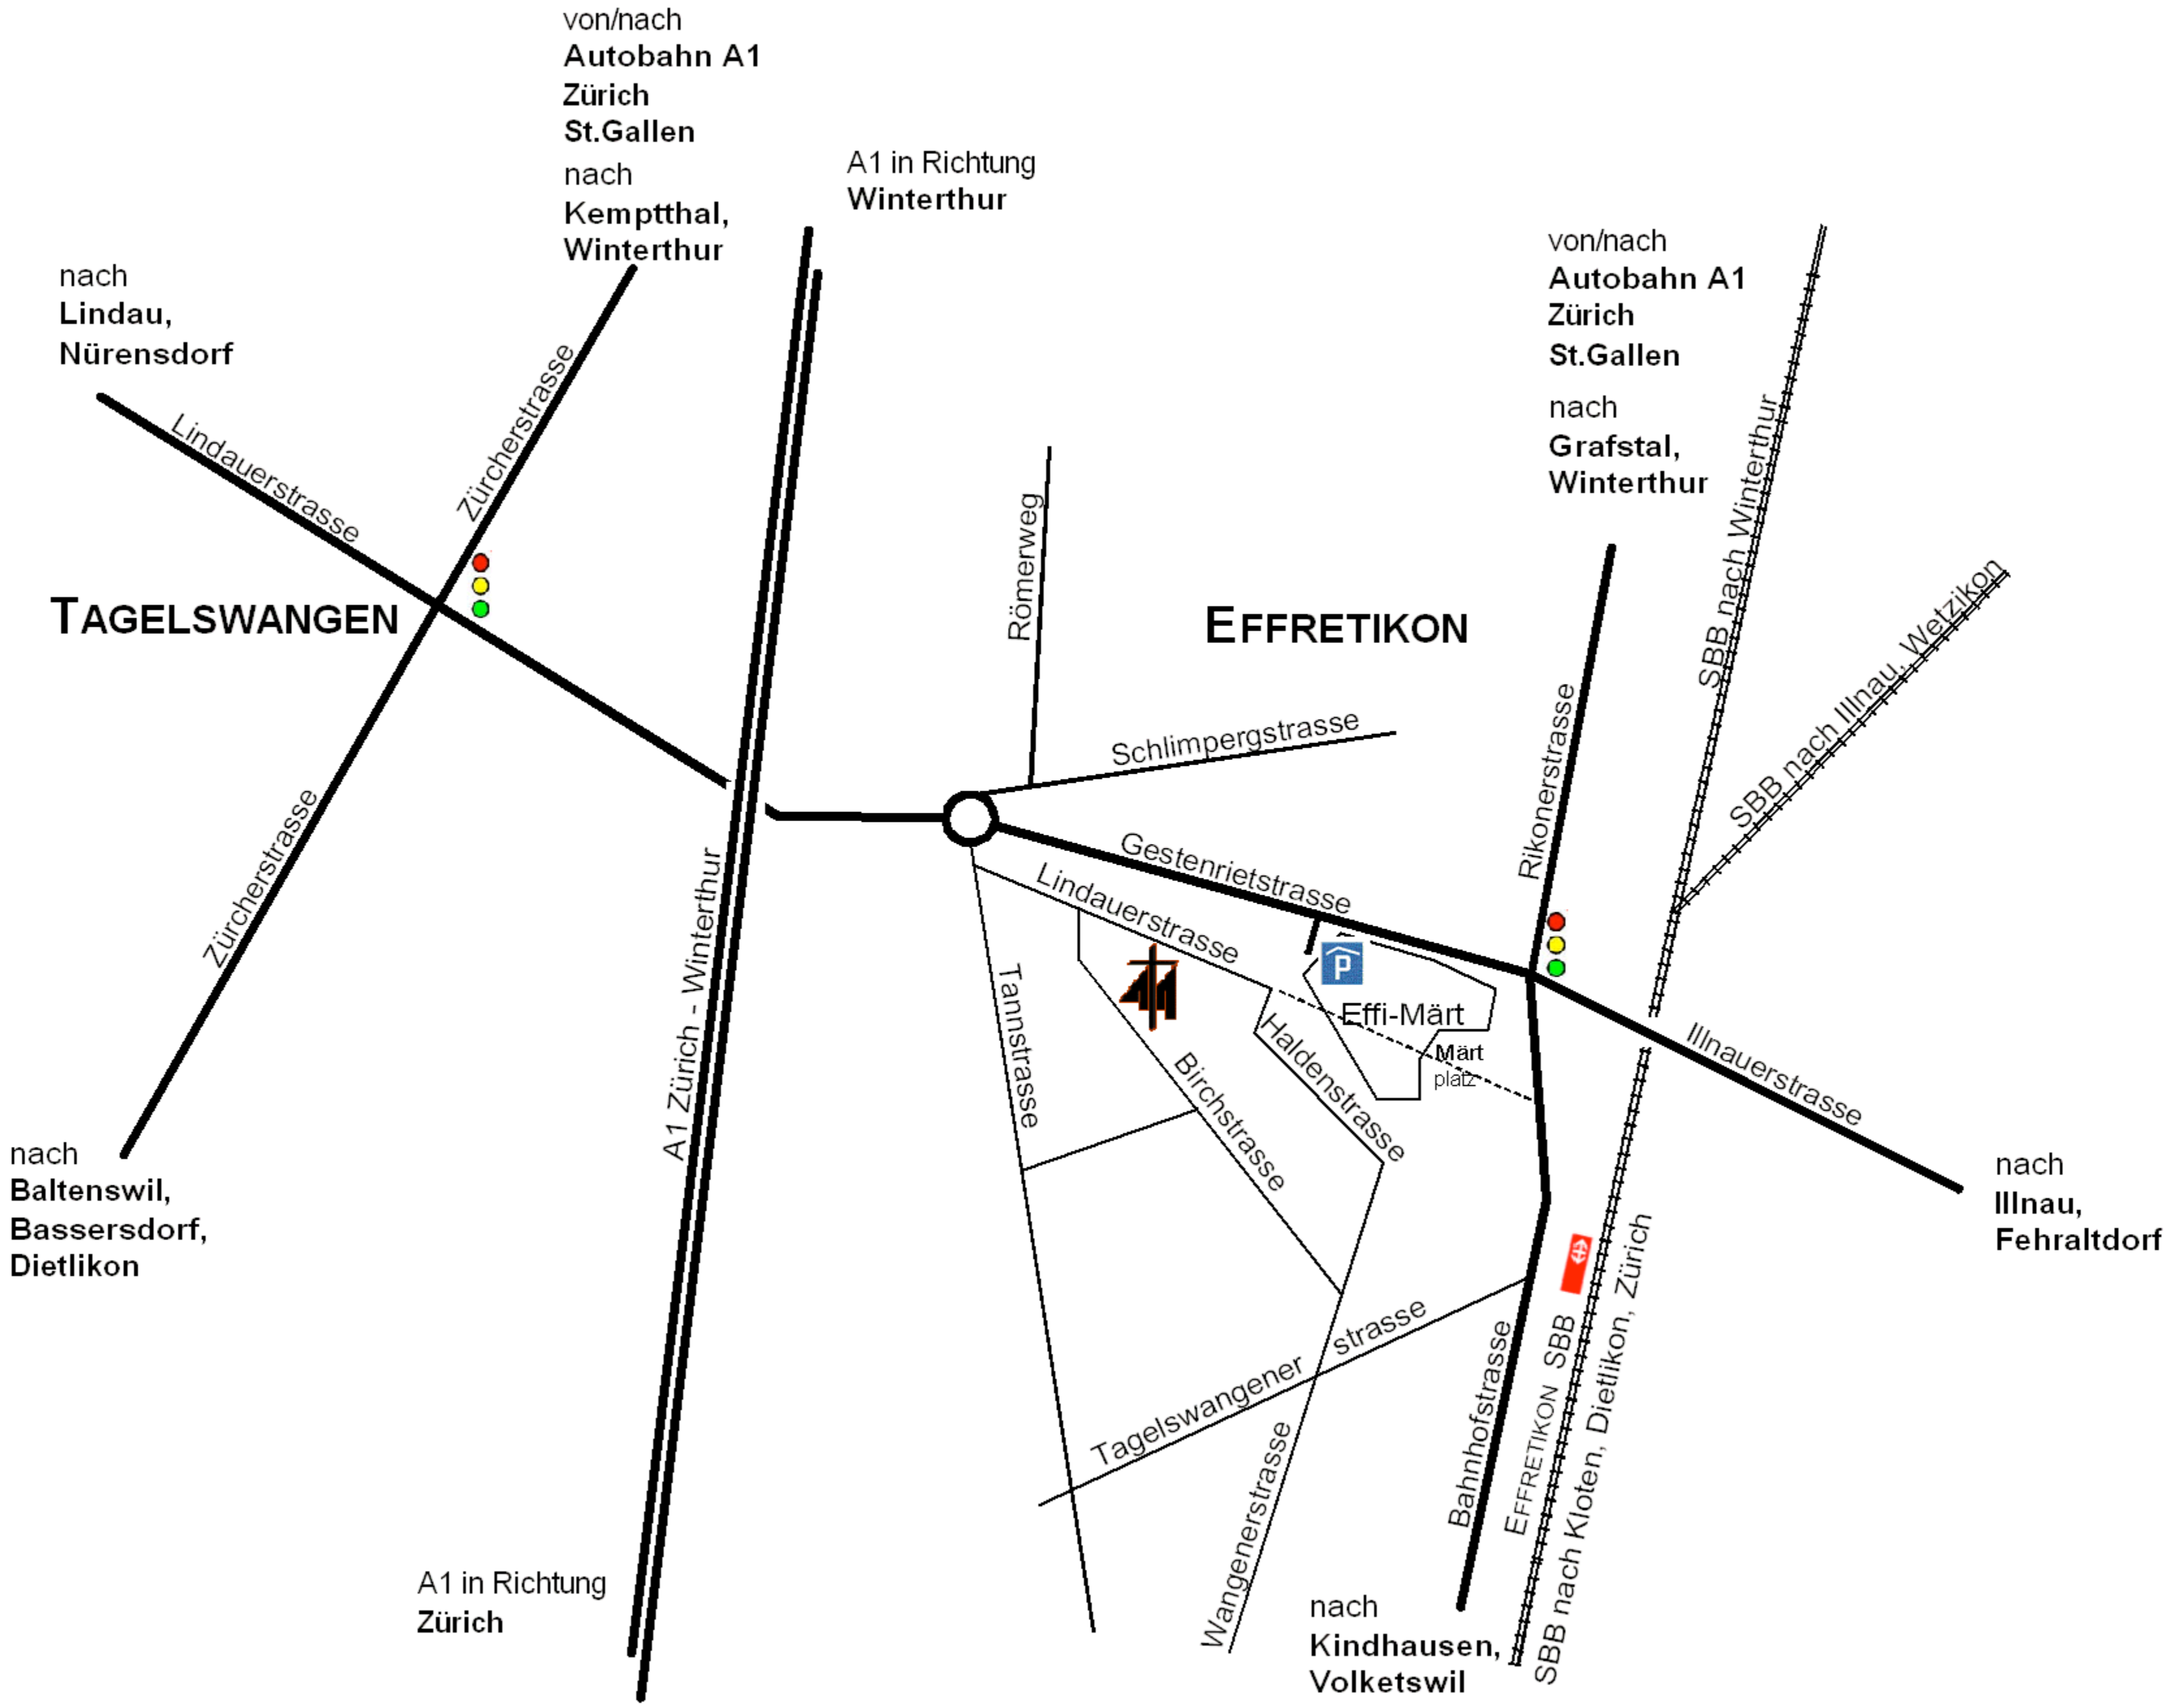 von/nach
Autobahn A1
Zürich
St.Gallen
nach
Kemptthal,
Winterthur
A1 in Richtung
Winterthur
nach
Lindau,
Nürensdorf
von/nach
Autobahn A1
Zürich
St.Gallen
nach
Grafstal,
Winterthur
Lindauerstrasse
Zürcherstrasse
TAGELSWANGEN
Römerweg
EFFRETIKON
SBB nach Winterthur
SBB nach Illnau, Wetzikon
Schlimpergstrasse
Rikonerstrasse
Gestenrietstrasse
Lindauerstrasse
Zürcherstrasse
A1 Zürich - Winterthur
Tannstrasse
P
Effi-Märt
Märt
platz
Haldenstrasse
Birchstrasse
Illnauerstrasse
nach
Baltenswil,
Bassersdorf,
Dietlikon
nach
Illnau,
Fehraltdorf
Tagelswangener strasse
Wangenerstrasse
Bahnhofstrasse
EFFRETIKON SBB
SBB nach Kloten, Dietlikon, Zürich
A1 in Richtung
Zürich
nach
Kindhausen,
Volketswil